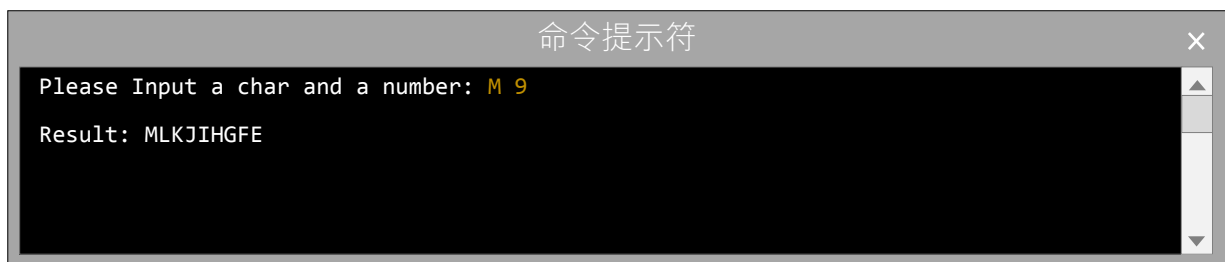 命令提示符
Please Input a char and a number: M 9
Result: MLKJIHGFE